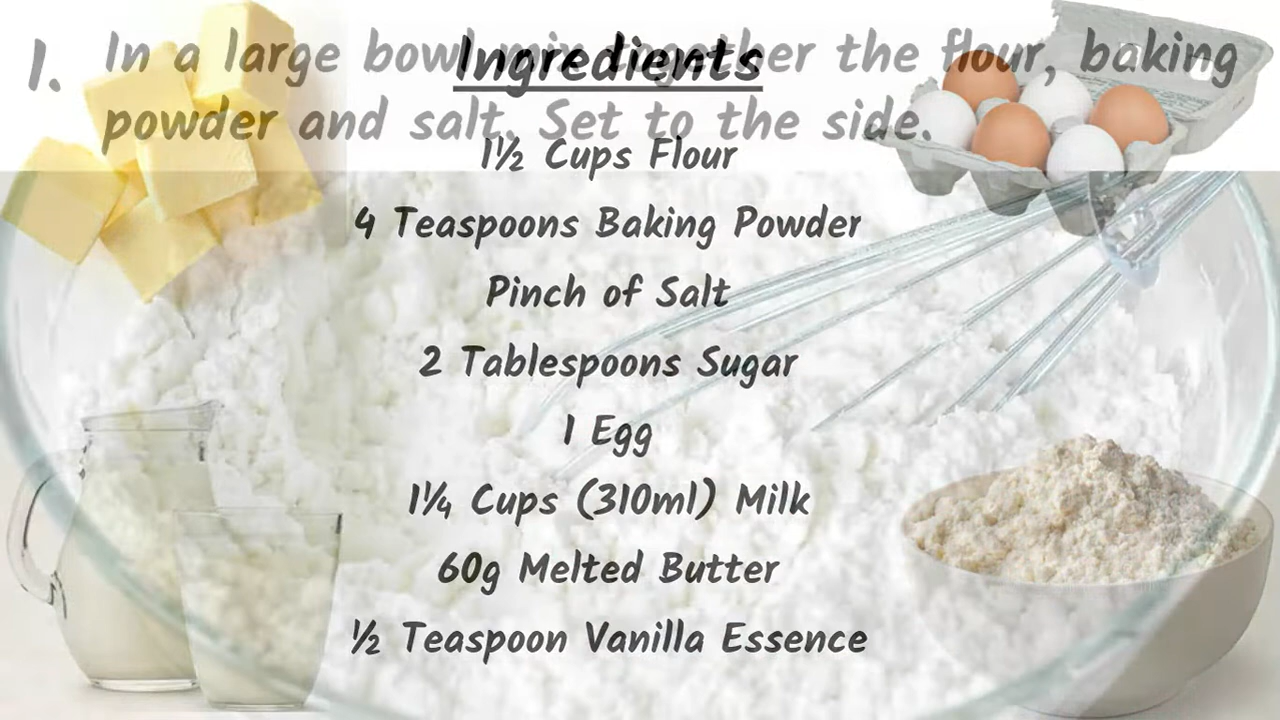 Ingredients
1½ Cups Flour
4 Teaspoons Baking Powder
Pinch of Salt
2 Tablespoons Sugar
1 Egg
1¼ Cups (310ml) Milk
60g Melted Butter
½ Teaspoon Vanilla Essence
1. In a large bowl mix together the flour, baking
powder and salt. Set to the side.